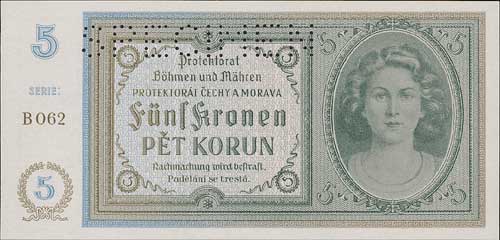 5
5
5
SERIE:
B 062
Protektorat
Böhmen und Mähren
PROTEKTORÁT ČECHY A MORAVA
Fünf Kronen
PĚT KORUN
Nachmachung wird bestraft.
Padělání se trestá.
5
5
5